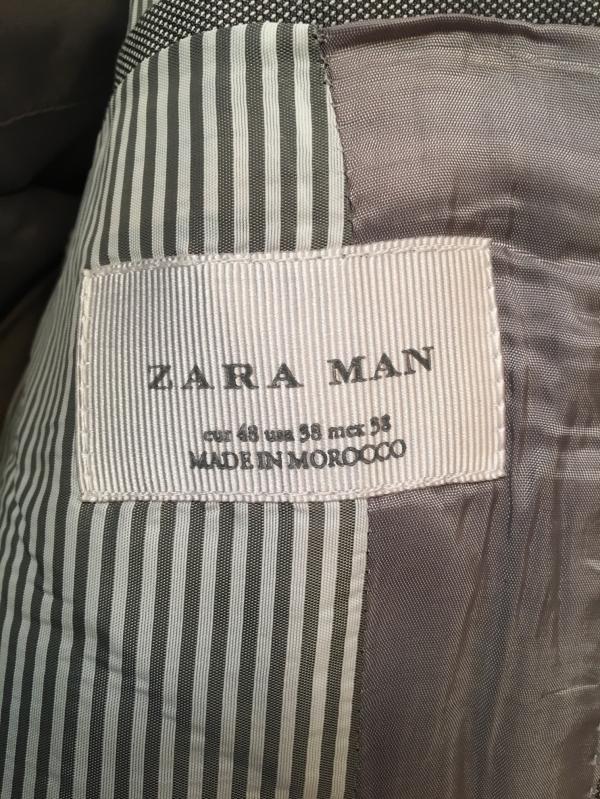 ZARA MAN
eur 48 usa 38 mex 38
MADE IN MOROCCO